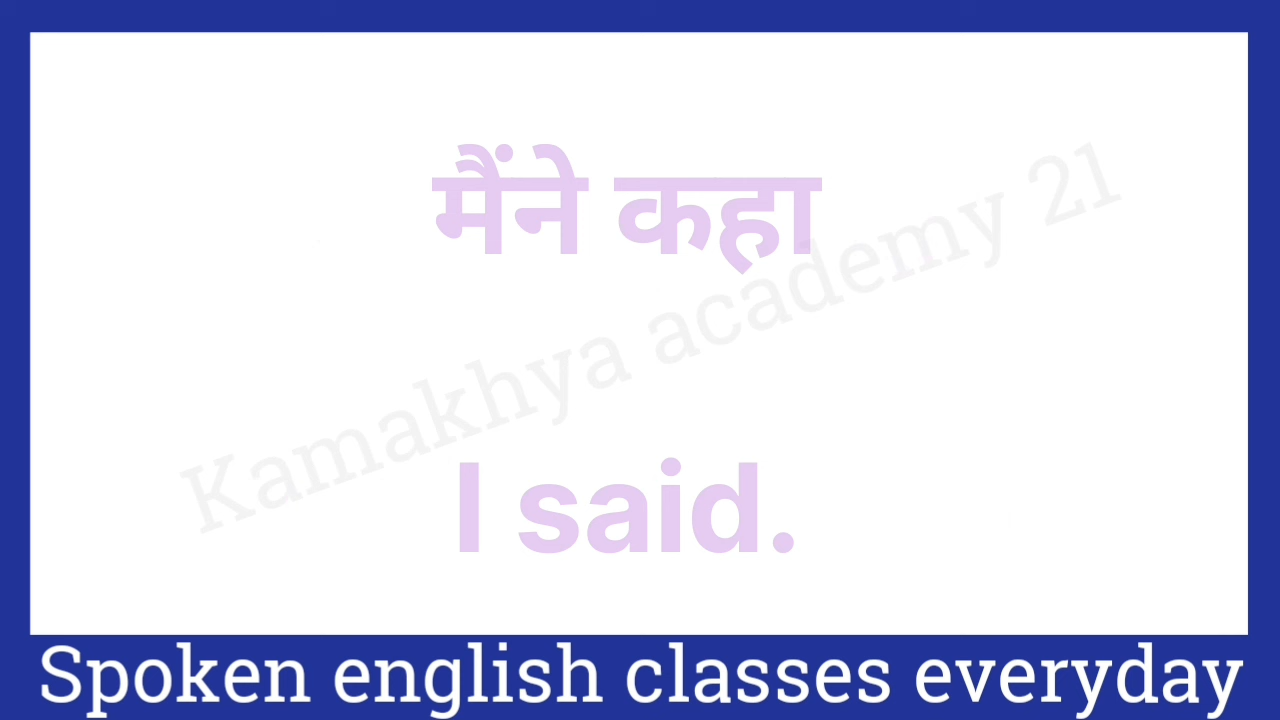 मैंने कहा
Kamakhya academy 21
I said.
Spoken english classes everyday